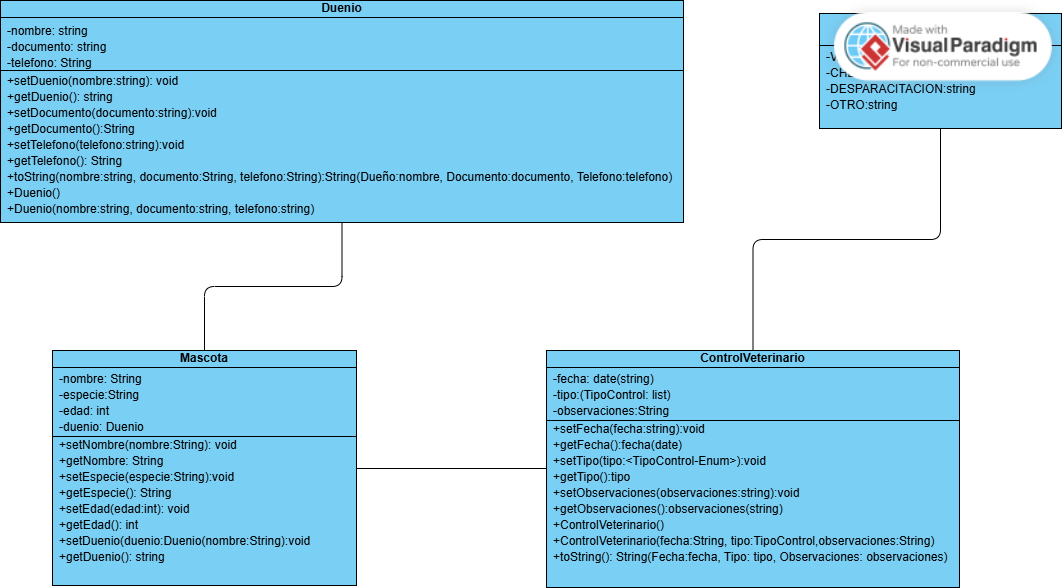 Duenio
-nombre: string
-documento: string
-telefono: String
+setDuenio(nombre:string): void
+getDuenio(): string
+setDocumento(documento:string):void
+getDocumento():String
+setTelefono(telefono:string):void
+getTelefono(): String
+toString(nombre:string, documento:String, telefono:String):String(Dueño:nombre, Documento:documento, Telefono:telefono)
+Duenio()
+Duenio(nombre:string, documento:string, telefono:string)
Made with
VisualParadigm
For non-commercial use
-DESPARACITACION:string
-OTRO:string
Mascota
-nombre: String
-especie:String
-edad: int
-duenio: Duenio
+setNombre(nombre:String): void
+getNombre: String
+setEspecie(especie:String):void
+getEspecie(): String
+setEdad(edad:int): void
+getEdad(): int
+setDuenio(duenio:Duenio(nombre:String):void
+getDuenio(): string
ControlVeterinario
-fecha: date(string)
-tipo:(TipoControl: list)
-observaciones:String
+setFecha(fecha:string):void
+getFecha():fecha(date)
+setTipo(tipo:<TipoControl-Enum>):void
+getTipo():tipo
+setObservaciones(observaciones:string):void
+getObservaciones():observaciones(string)
+ControlVeterinario()
+ControlVeterinario(fecha:String, tipo:TipoControl,observaciones:String)
+toString(): String(Fecha:fecha, Tipo: tipo, Observaciones: observaciones)